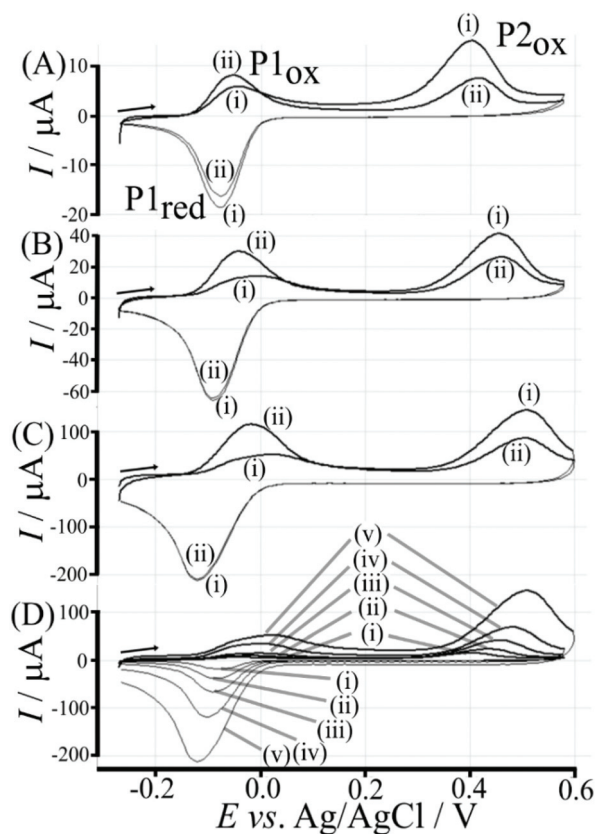 (A) (ii) P1ox (i) P2ox
10 (i) (ii)
0
-10 (ii)
20 P1red (i)
I / μA
(B) 40 (ii) (i)
20 (i) (ii)
0
-20
-40 (ii)
-60 (i)
I / μA
(C) 100 (ii) (i)
(i) (ii)
0
-100
(ii)
-200 (i)
I / μA
(D) 100 (v)
(iv)
(iii)
(ii)
0 (i)
(i)
(ii)
-100 (iii)
-200 (v) (iv)
I / μA
-0.2 0.0 0.2 0.4 0.6
E vs. Ag/AgCl / V